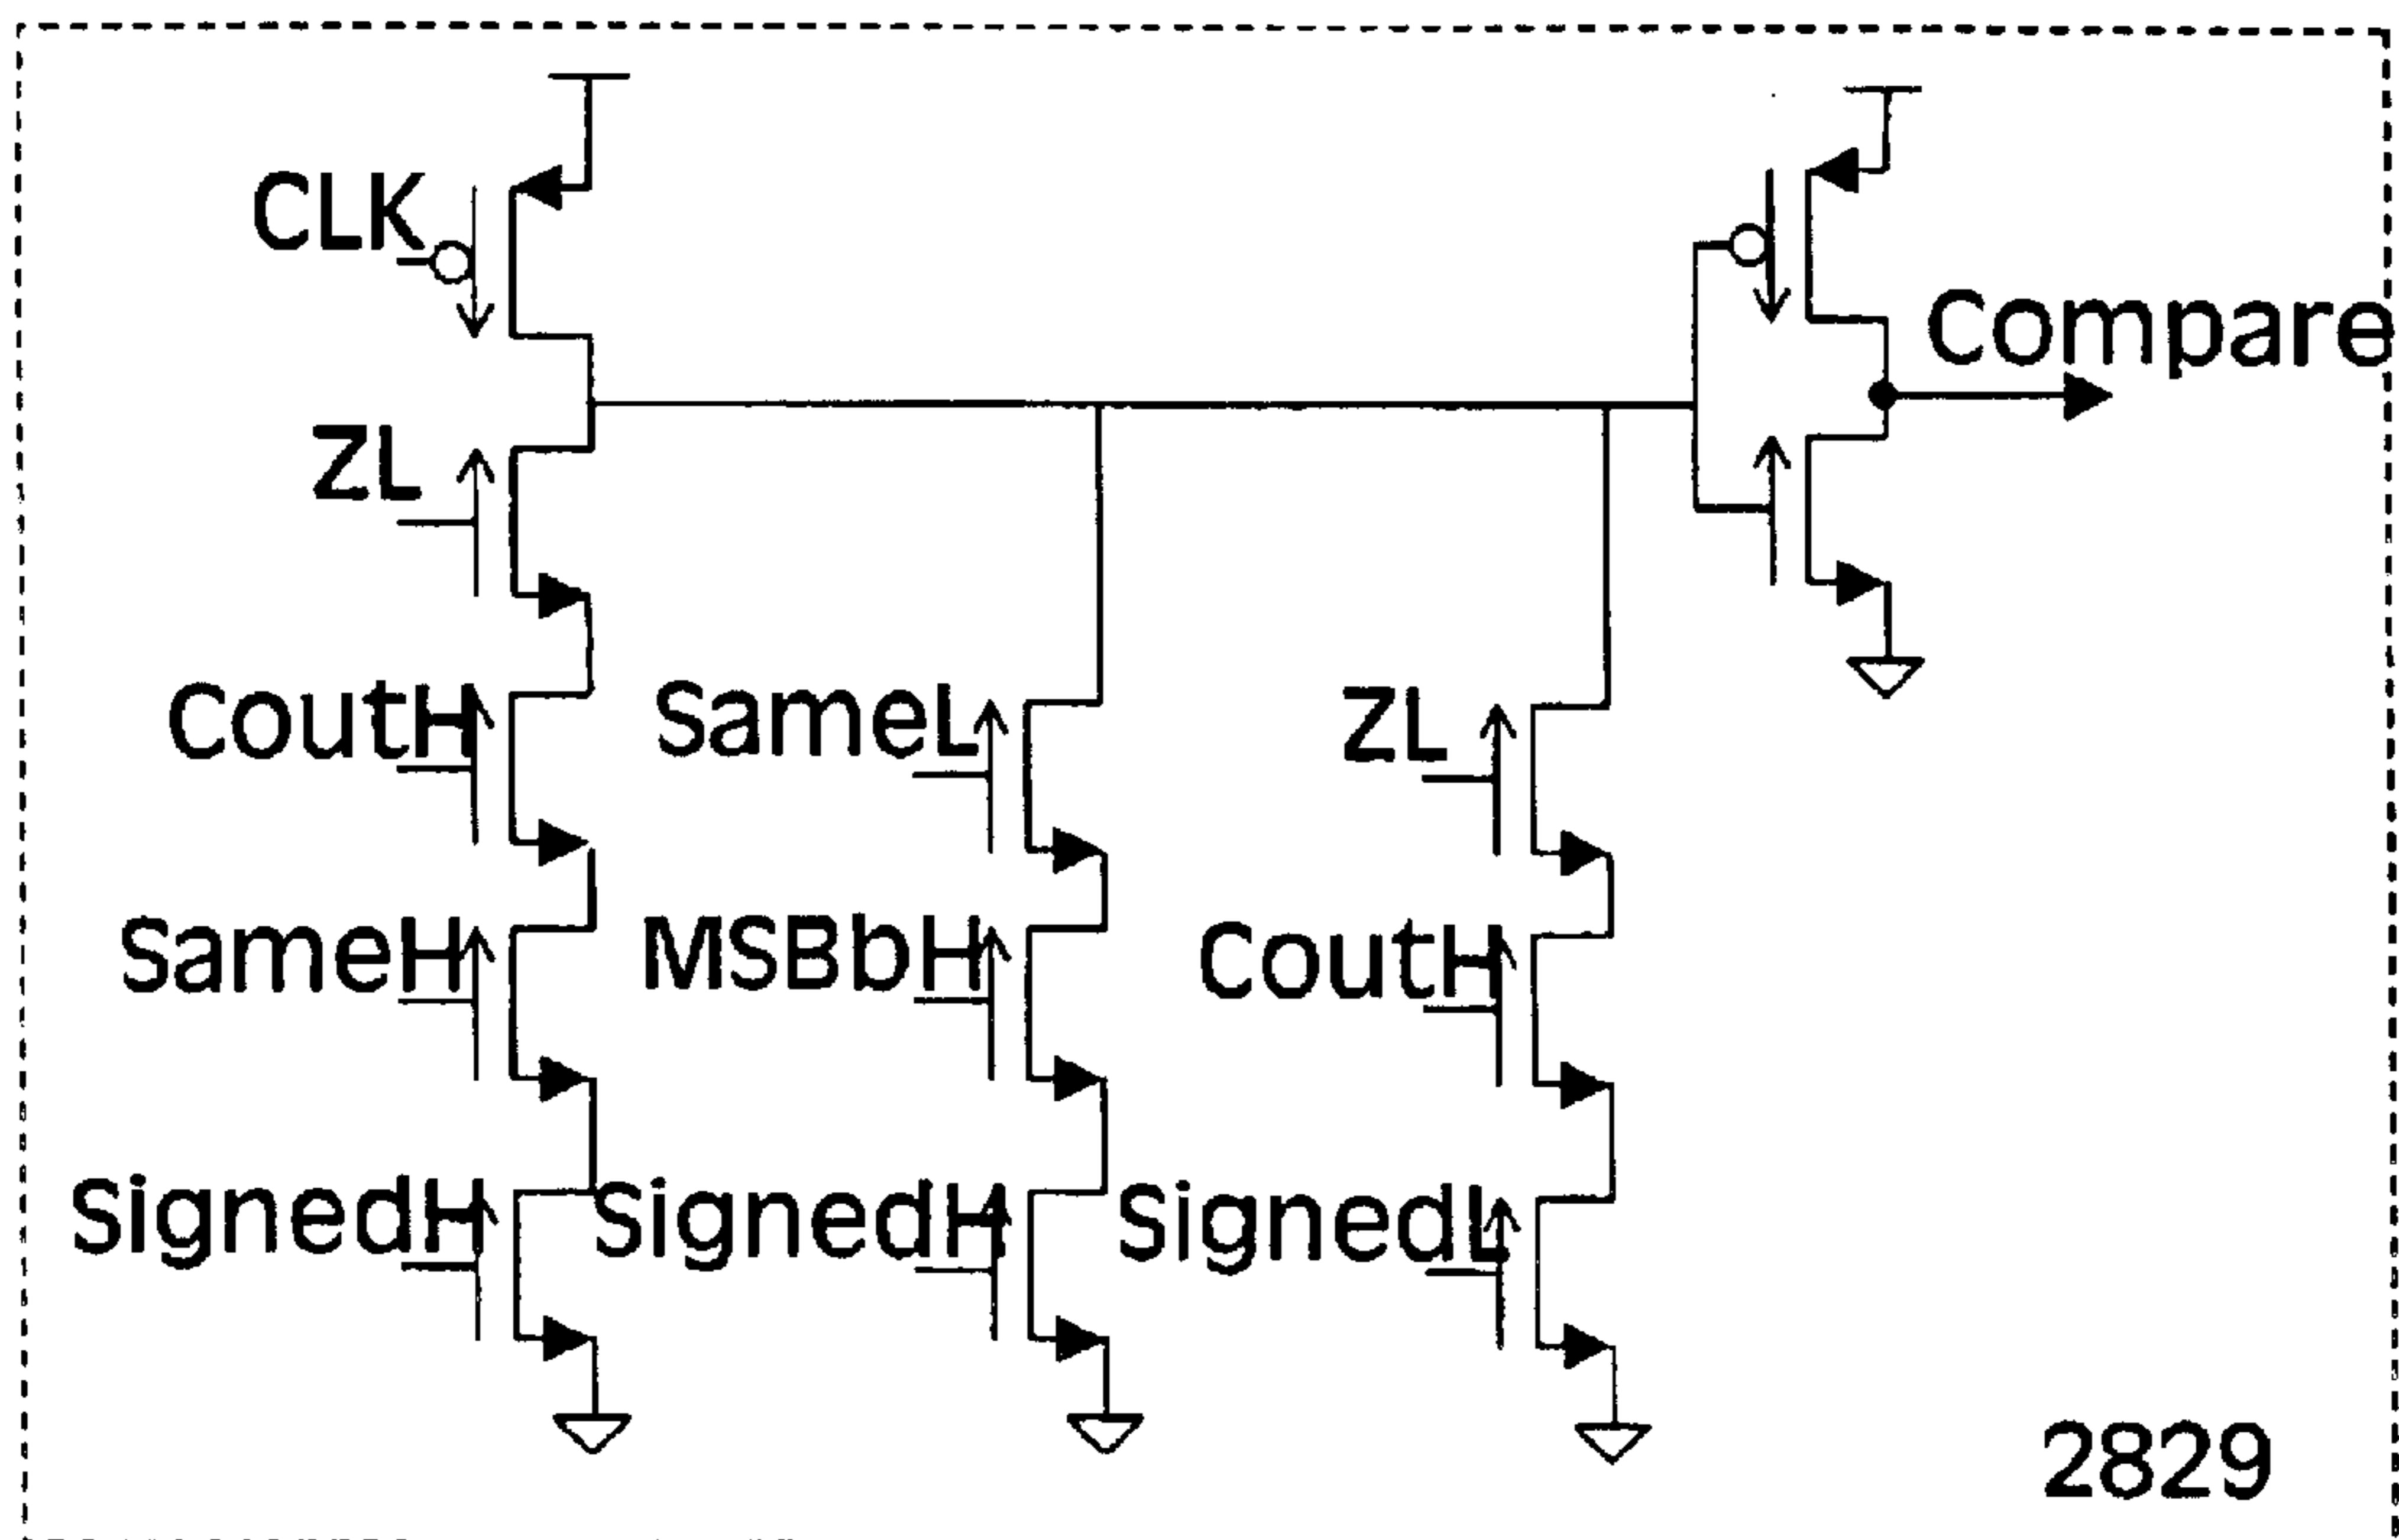 CLK
Compare
ZL
CoutH
SameL
ZL
SameH
MSBbH
CoutH
SignedH
SignedH
SignedL
2829